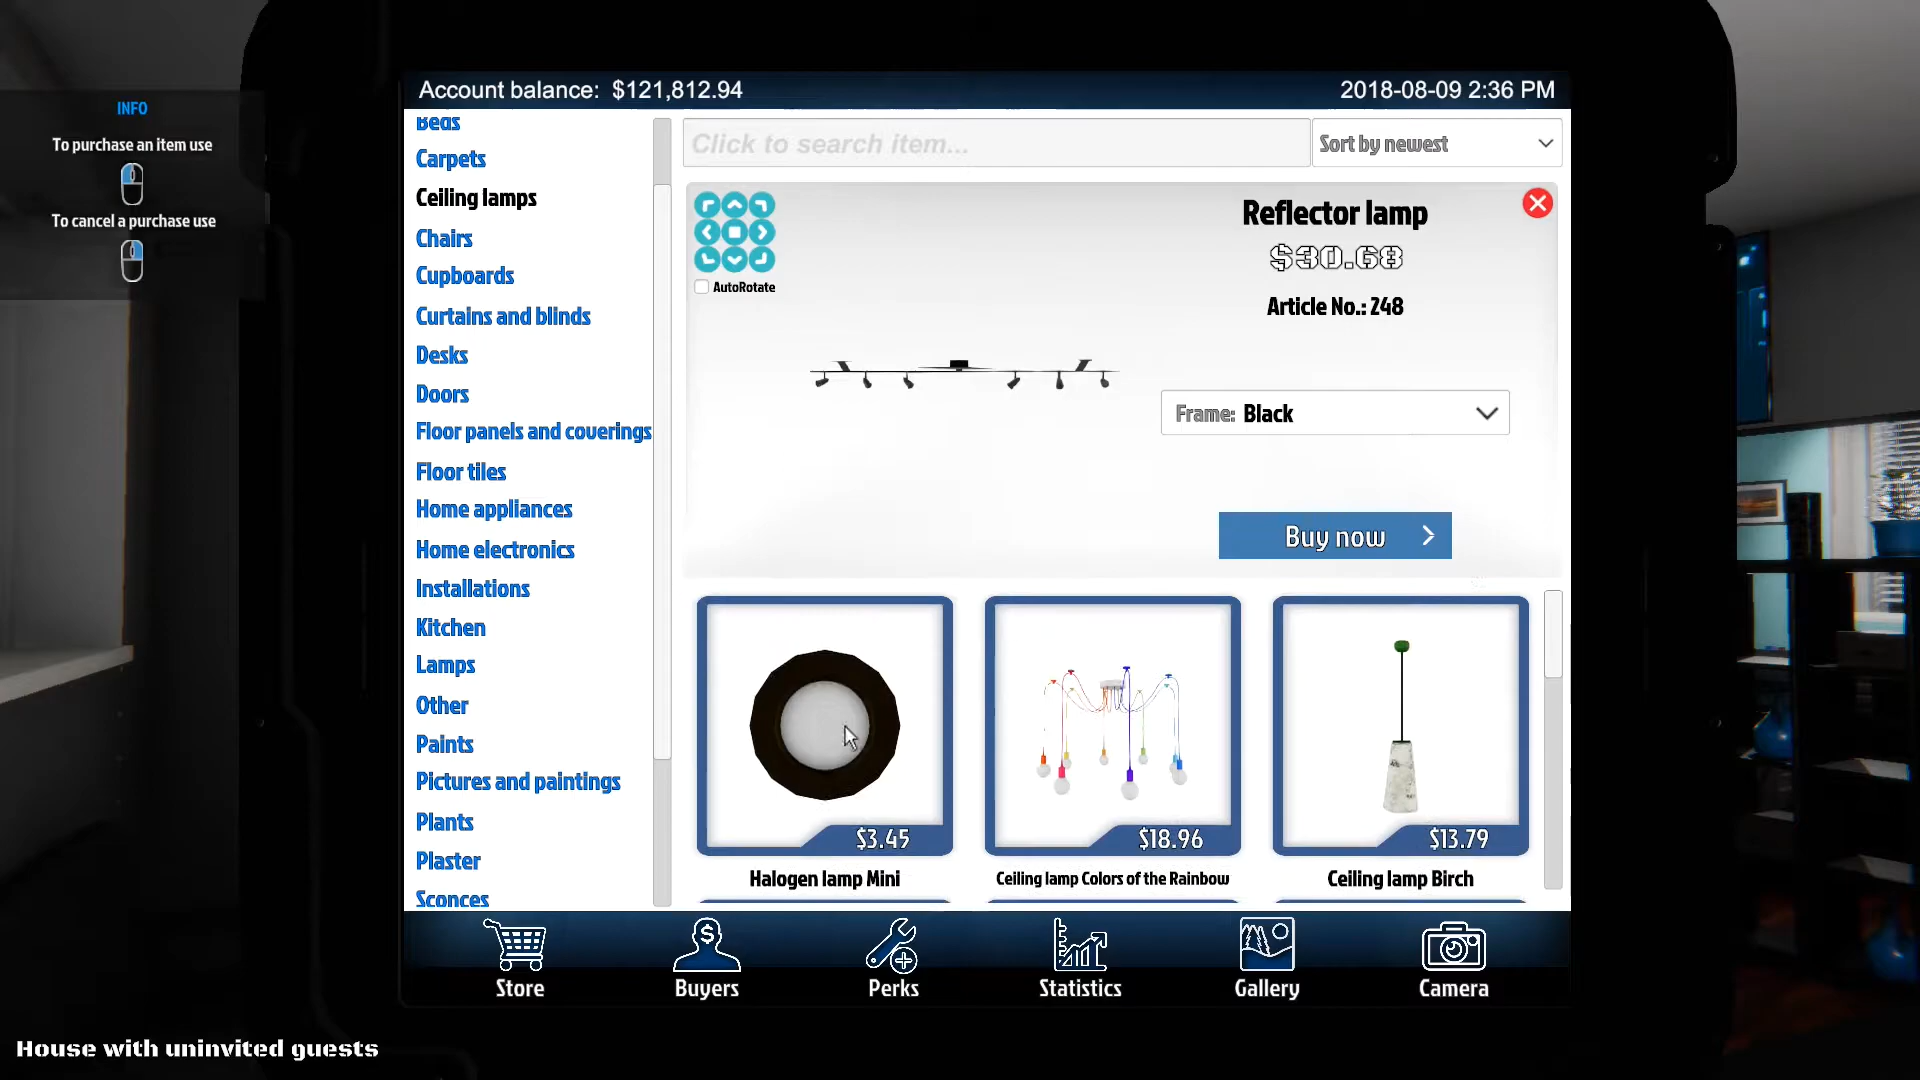 Account balance: $121,812.94
2018-08-09 2:36 PM
INFO
To purchase an item use
To cancel a purchase use
Beds
Carpets
Ceiling lamps
Chairs
Cupboards
Curtains and blinds
Desks
Doors
Floor panels and coverings
Floor tiles
Home appliances
Home electronics
Installations
Kitchen
Lamps
Other
Paints
Pictures and paintings
Plants
Plaster
Sconces
Click to search item...
Sort by newest
AutoRotate
Reflector lamp
$30.68
Article No.: 248
Frame: Black
Buy now
$3.45
Halogen lamp Mini
$18.96
Ceiling lamp Colors of the Rainbow
$13.79
Ceiling lamp Birch
Store
Buyers
Perks
Statistics
Gallery
Camera
House with uninvited guests